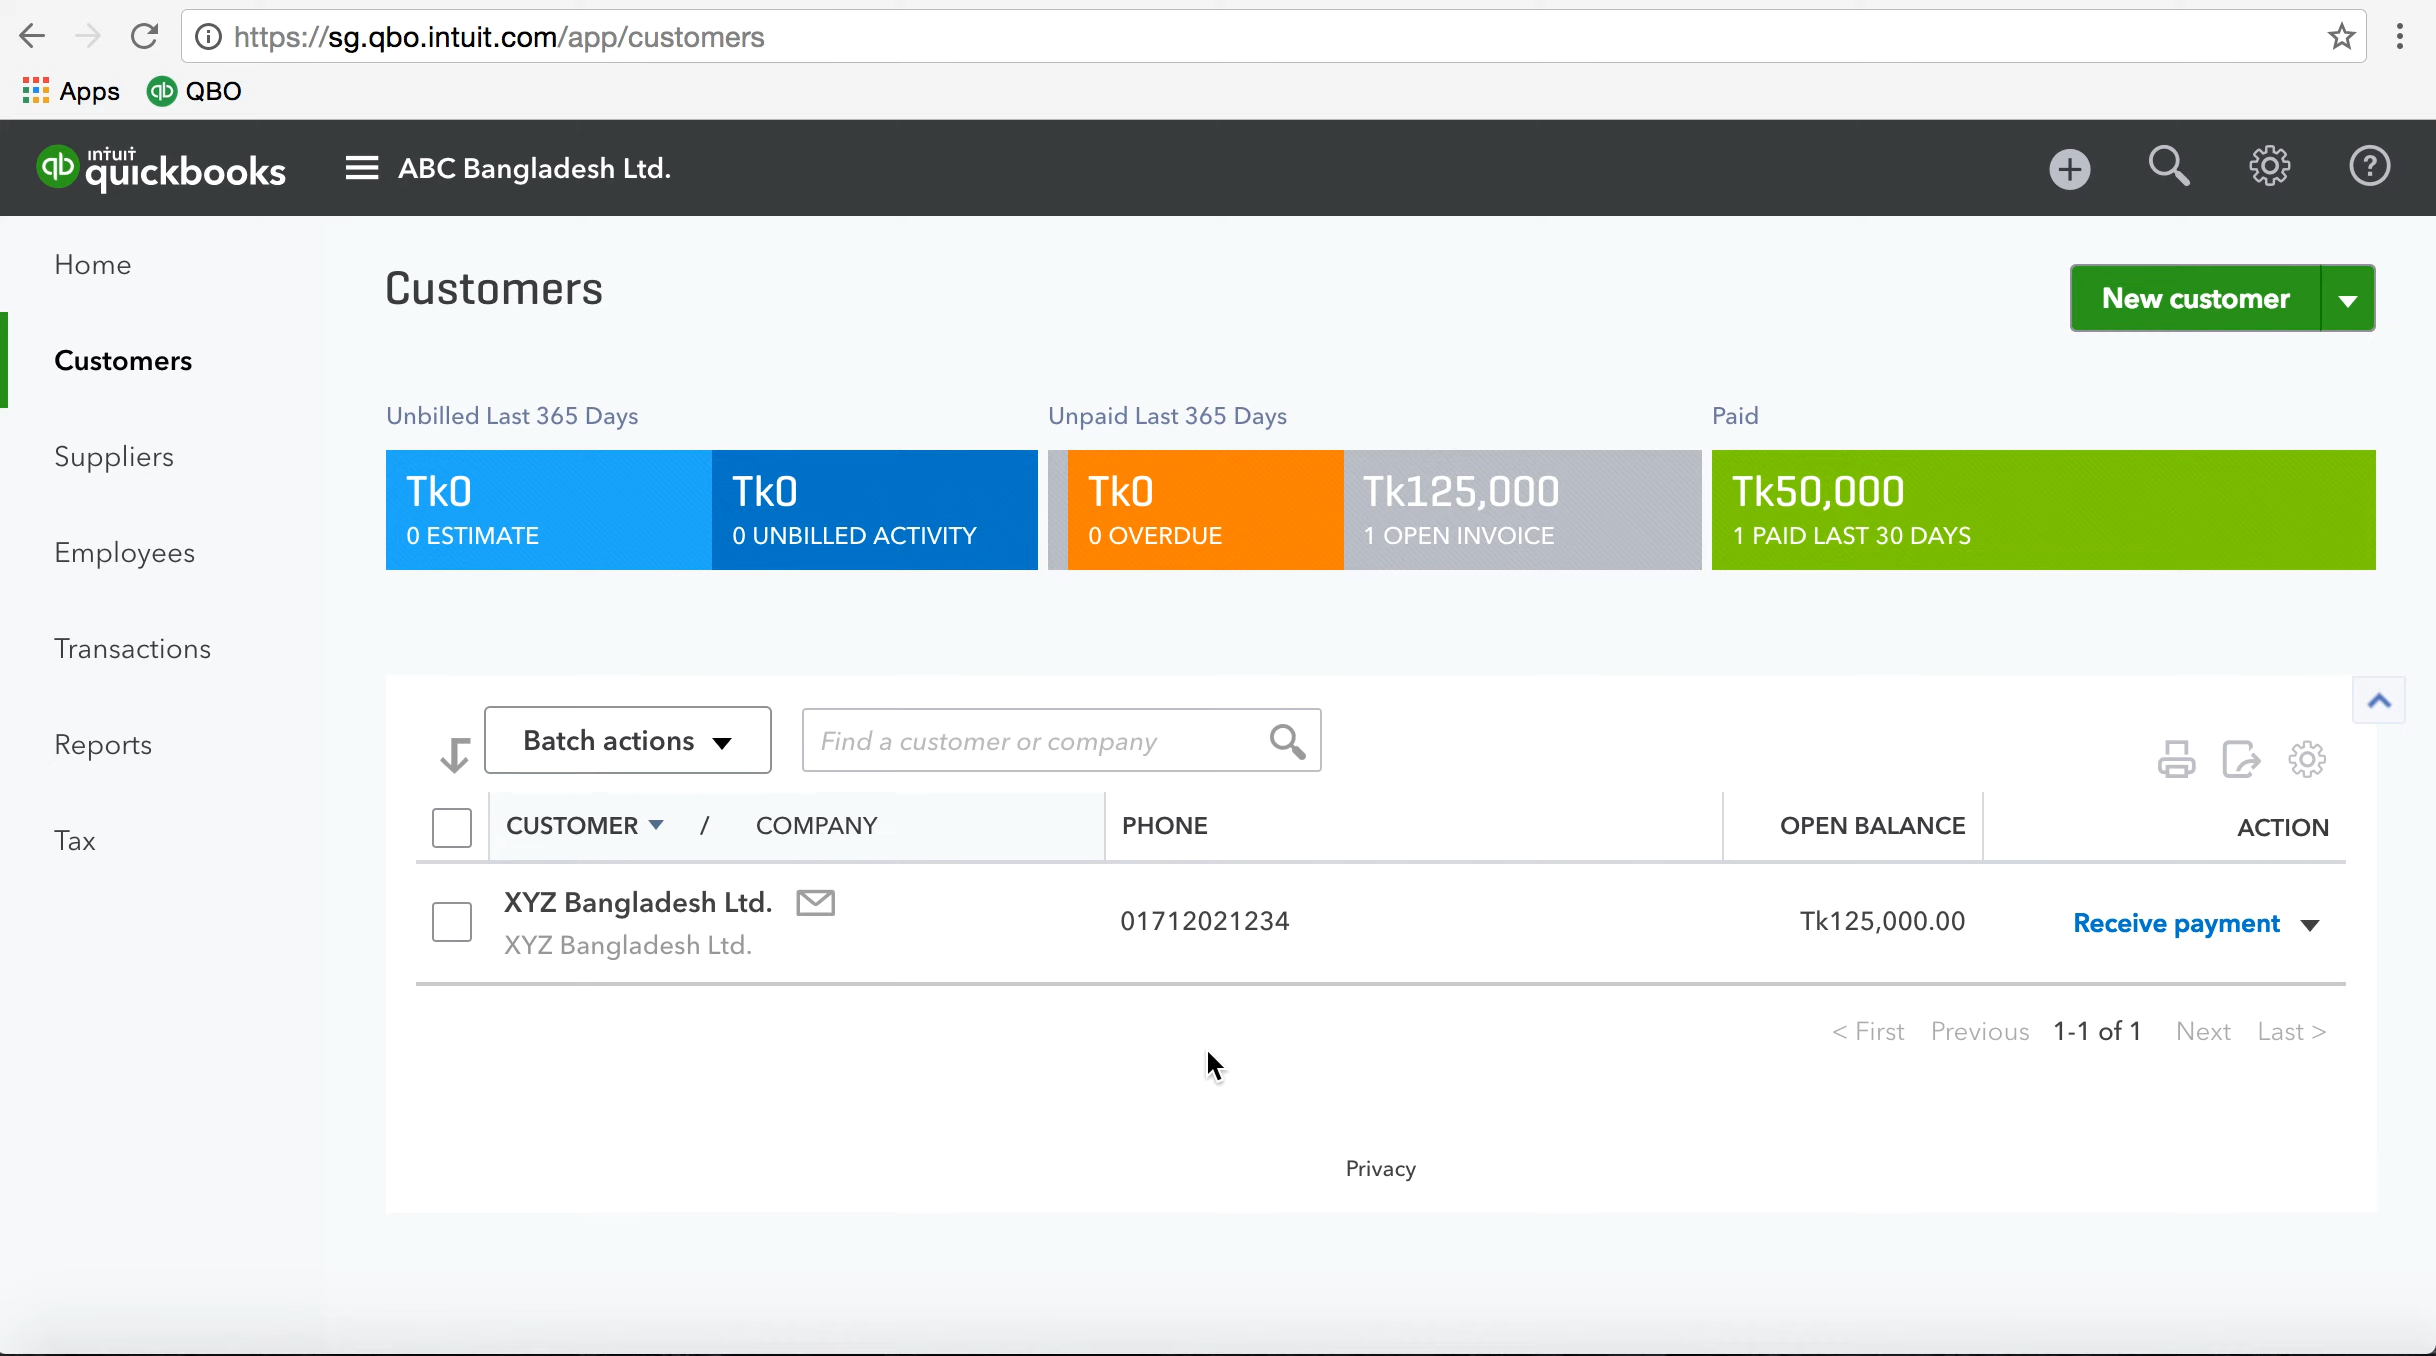 https://sg.qbo.intuit.com/app/customers
Apps
qb QBO
qb intuit quickbooks
ABC Bangladesh Ltd.
Home
Customers
Suppliers
Employees
Transactions
Reports
Tax
Customers
New customer
Unbilled Last 365 Days
Unpaid Last 365 Days
Paid
Tk0
0 ESTIMATE
Tk0
0 UNBILLED ACTIVITY
Tk0
0 OVERDUE
Tk125,000
1 OPEN INVOICE
Tk50,000
1 PAID LAST 30 DAYS
Batch actions
Find a customer or company
CUSTOMER / COMPANY PHONE OPEN BALANCE ACTION
XYZ Bangladesh Ltd.
XYZ Bangladesh Ltd.
01712021234
Tk125,000.00
Receive payment
< First Previous 1-1 of 1 Next Last >
Privacy